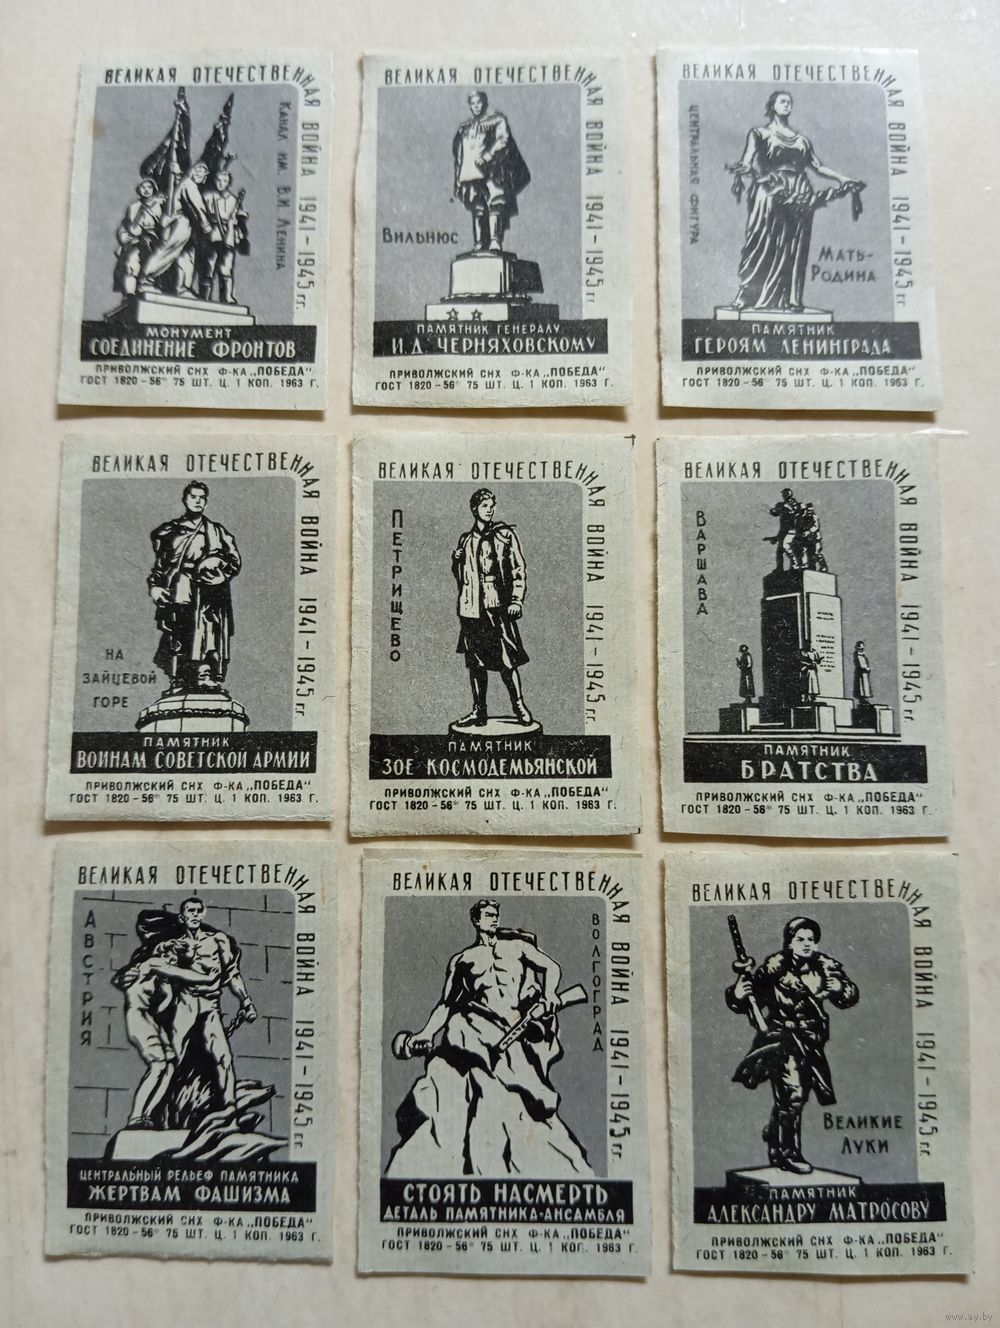 ВЕЛИКАЯ ОТЕЧЕСТВЕННАЯ ВОЙНА 1941-1945 гг.
КАНАЛ ИМ. В.И. ЛЕНИНА
МОНУМЕНТ
СОЕДИНЕНИЕ ФРОНТОВ
ПРИВОЛЖСКИЙ СНХ Ф-КА „ПОБЕДА"
ГОСТ 1820-56* 75 ШТ. Ц. 1 КОП. 1963 Г.
ВЕЛИКАЯ ОТЕЧЕСТВЕННАЯ ВОЙНА 1941-1945 гг.
ВИЛЬНЮС
ПАМЯТНИК ГЕНЕРАЛУ
И.Д. ЧЕРНЯХОВСКОМУ
ПРИВОЛЖСКИЙ СНХ Ф-КА „ПОБЕДА"
ГОСТ 1820-56* 75 ШТ. Ц. 1 КОП. 1963 Г.
ВЕЛИКАЯ ОТЕЧЕСТВЕННАЯ ВОЙНА 1941-1945 гг.
ЦЕНТРАЛЬНАЯ ФИГУРА
МАТЬ-
РОДИНА
ПАМЯТНИК
ГЕРОЯМ ЛЕНИНГРАДА
ПРИВОЛЖСКИЙ СНХ Ф-КА „ПОБЕДА"
ГОСТ 1820-56* 75 ШТ. Ц. 1 КОП. 1963 Г.
ВЕЛИКАЯ ОТЕЧЕСТВЕННАЯ ВОЙНА 1941-1945 гг.
НА
ЗАЙЦЕВОЙ
ГОРЕ
ПАМЯТНИК
ВОИНАМ СОВЕТСКОЙ АРМИИ
ПРИВОЛЖСКИЙ СНХ Ф-КА „ПОБЕДА"
ГОСТ 1820-56* 75 ШТ. Ц. 1 КОП. 1963 Г.
ВЕЛИКАЯ ОТЕЧЕСТВЕННАЯ ВОЙНА 1941-1945 гг.
ПЕТРИЩЕВО
ПАМЯТНИК
ЗОЕ КОСМОДЕМЬЯНСКОЙ
ПРИВОЛЖСКИЙ СНХ Ф-КА „ПОБЕДА"
ГОСТ 1820-56* 75 ШТ. Ц. 1 КОП. 1963 Г.
ВЕЛИКАЯ ОТЕЧЕСТВЕННАЯ ВОЙНА 1941-1945 гг.
ВАРШАВА
ПАМЯТНИК
БРАТСТВА
ПРИВОЛЖСКИЙ СНХ Ф-КА „ПОБЕДА"
ГОСТ 1820-56* 75 ШТ. Ц. 1 КОП. 1963 Г.
ВЕЛИКАЯ ОТЕЧЕСТВЕННАЯ ВОЙНА 1941-1945 гг.
АВСТРИЯ
ЦЕНТРАЛЬНЫЙ РЕЛЬЕФ ПАМЯТНИКА
ЖЕРТВАМ ФАШИЗМА
ПРИВОЛЖСКИЙ СНХ Ф-КА „ПОБЕДА"
ГОСТ 1820-56* 75 ШТ. Ц. 1 КОП. 1963 Г.
ВЕЛИКАЯ ОТЕЧЕСТВЕННАЯ ВОЙНА 1941-1945 гг.
ВОЛГОГРАД
СТОЯТЬ НАСМЕРТЬ
ДЕТАЛЬ ПАМЯТНИКА-АНСАМБЛЯ
ПРИВОЛЖСКИЙ СНХ Ф-КА „ПОБЕДА"
ГОСТ 1820-56* 75 ШТ. Ц. 1 КОП. 1963 Г.
ВЕЛИКАЯ ОТЕЧЕСТВЕННАЯ ВОЙНА 1941-1945 гг.
ВЕЛИКИЕ
ЛУКИ
ПАМЯТНИК
АЛЕКСАНДРУ МАТРОСОВУ
ПРИВОЛЖСКИЙ СНХ Ф-КА „ПОБЕДА"
ГОСТ 1820-56* 75 ШТ. Ц. 1 КОП. 1963 Г.
www.ay.by